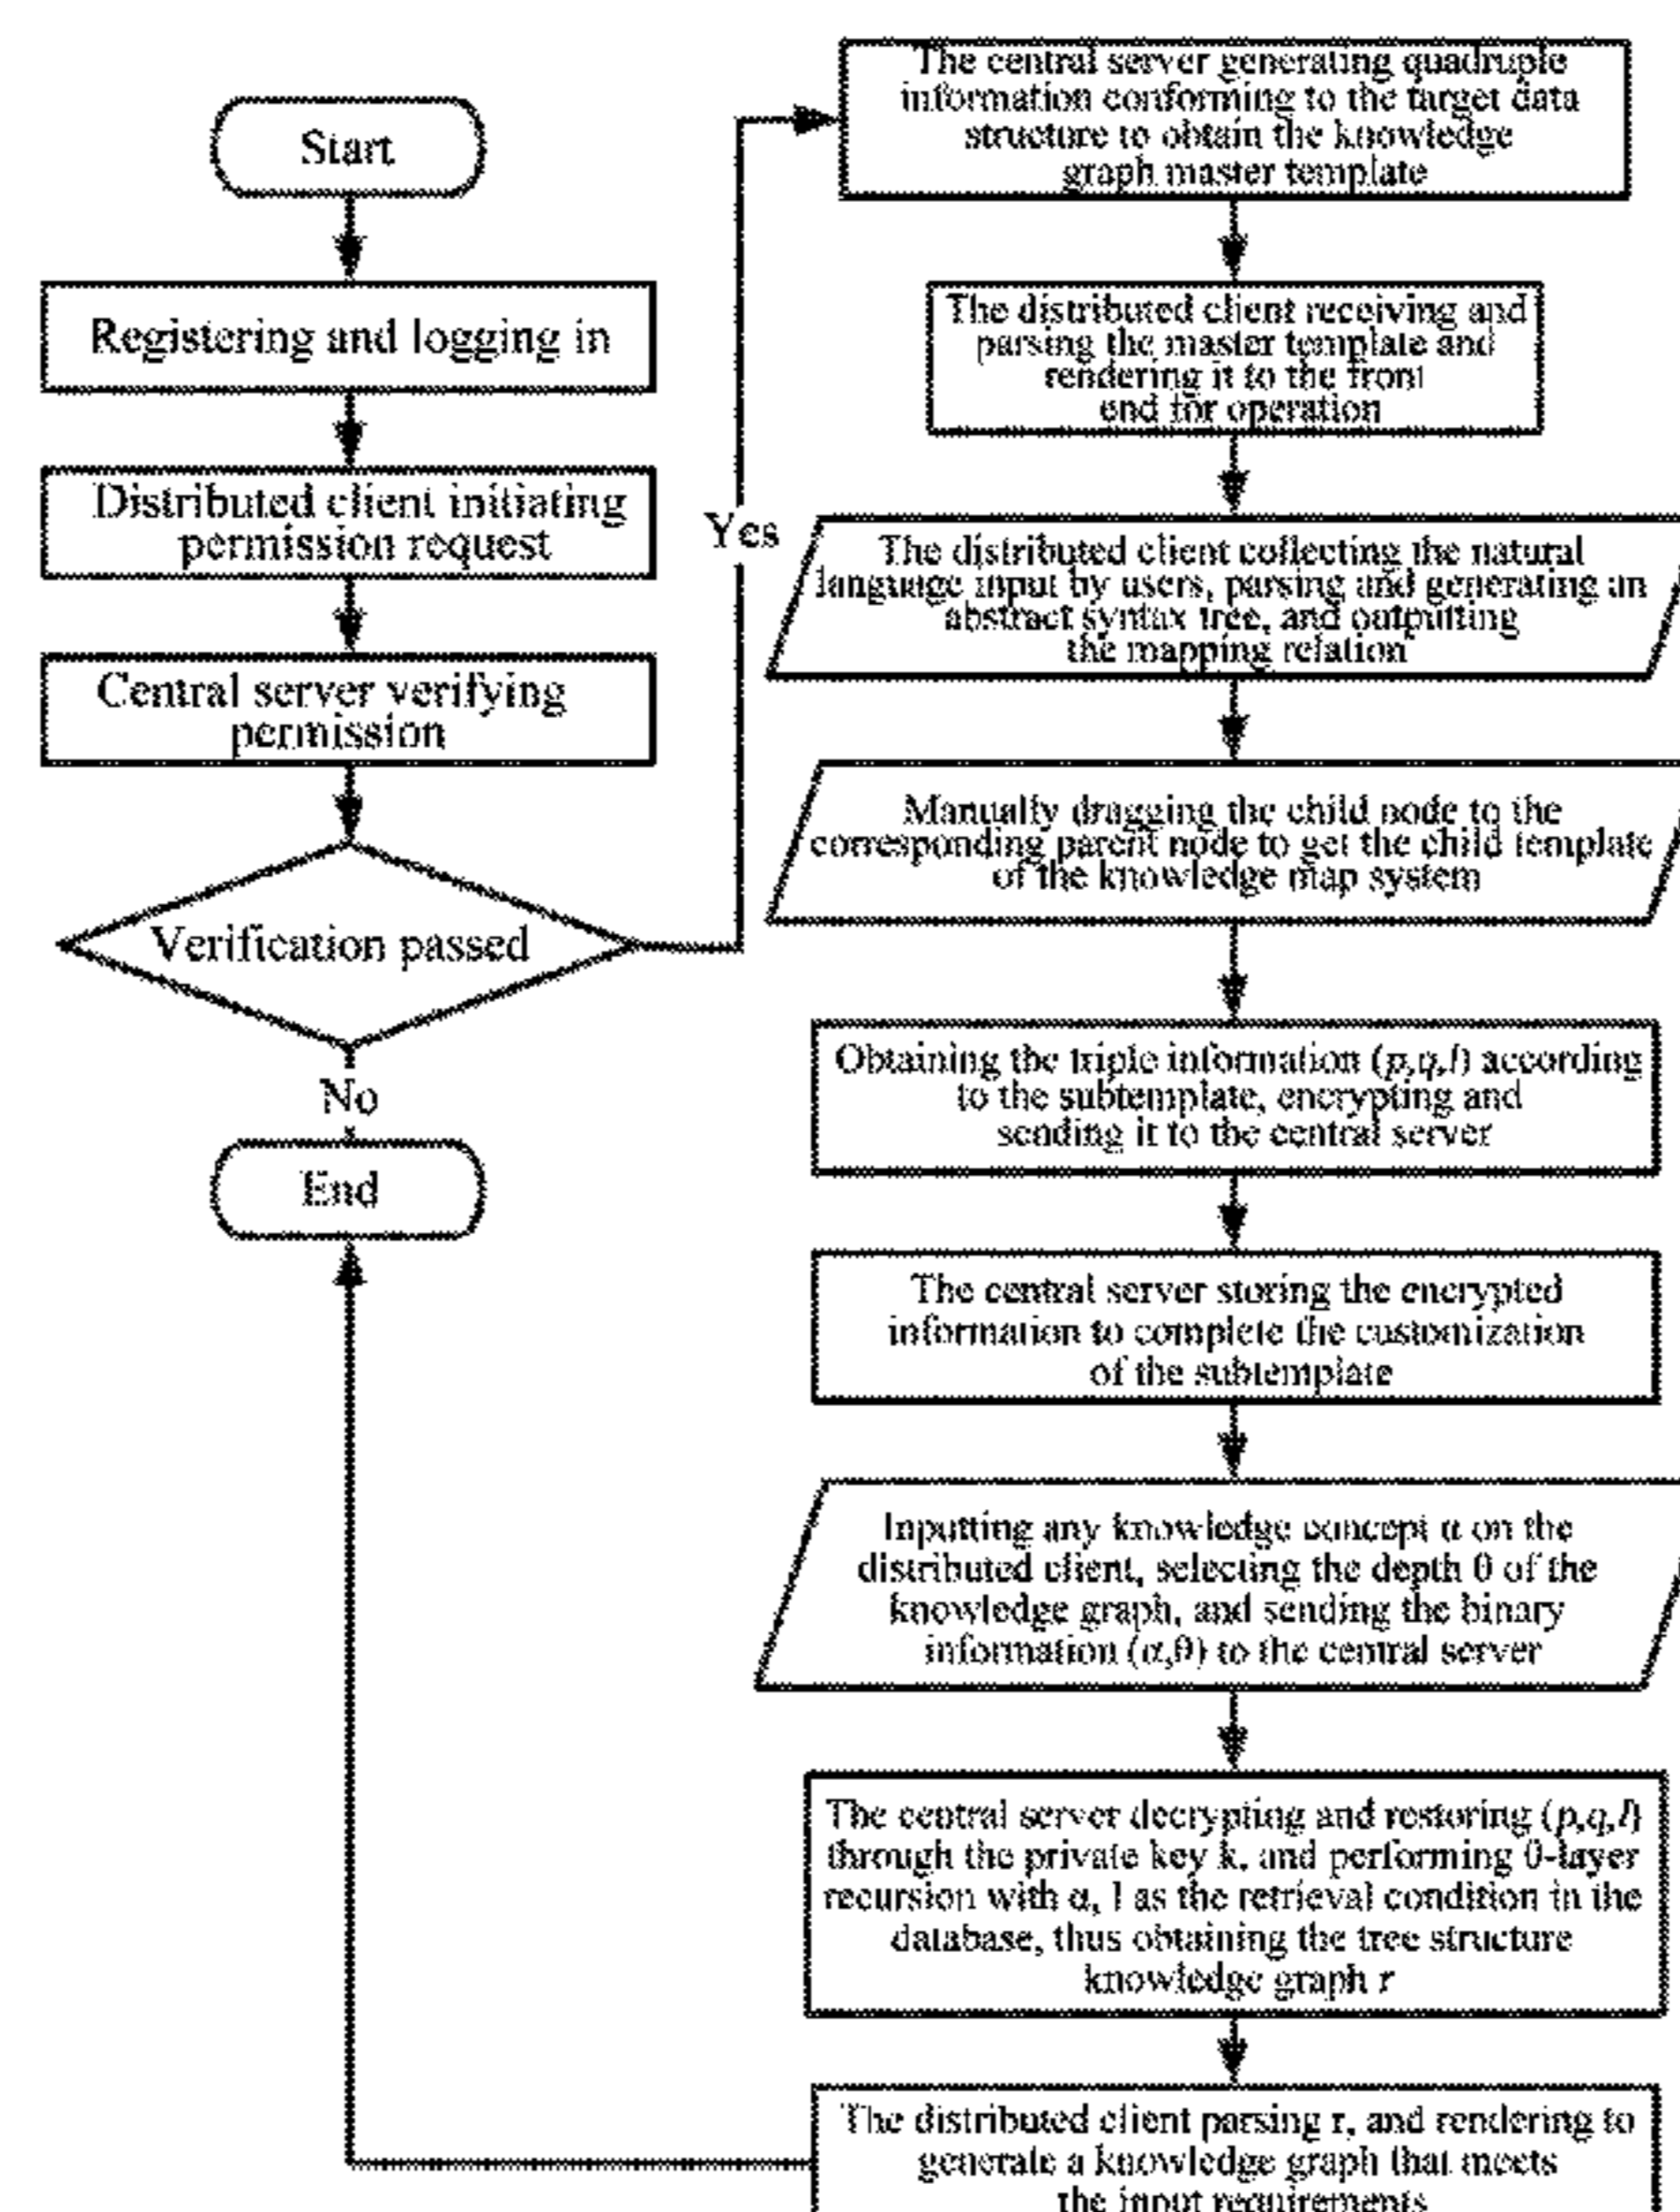 Start
Registering and logging in
Distributed client initiating
permission request
Central server verifying
permission
Verification passed
No
End
Yes
The central server generating quadruple
information conforming to the target data
structure to obtain the knowledge
graph master template
The distributed client receiving and
parsing the master template and
rendering it to the front
end for operation
The distributed client collecting the natural
language input by users, parsing and generating an
abstract syntax tree, and outputting
the mapping relation
Manually dragging the child node to the
corresponding parent node to get the child template
of the knowledge map system
Obtaining the triple information (p,q,l) according
to the subtemplate, encrypting and
sending it to the central server
The central server storing the encrypted
information to complete the customization
of the subtemplate
Inputting any knowledge concept α on the
distributed client, selecting the depth θ of the
knowledge graph, and sending the binary
information (α,θ) to the central server
The central server decrypting and restoring (p,q,l)
through the private key k, and performing θ-layer
recursion with α, l as the retrieval condition in the
database, thus obtaining the tree structure
knowledge graph r
The distributed client parsing r, and rendering to
generate a knowledge graph that meets
the input requirements